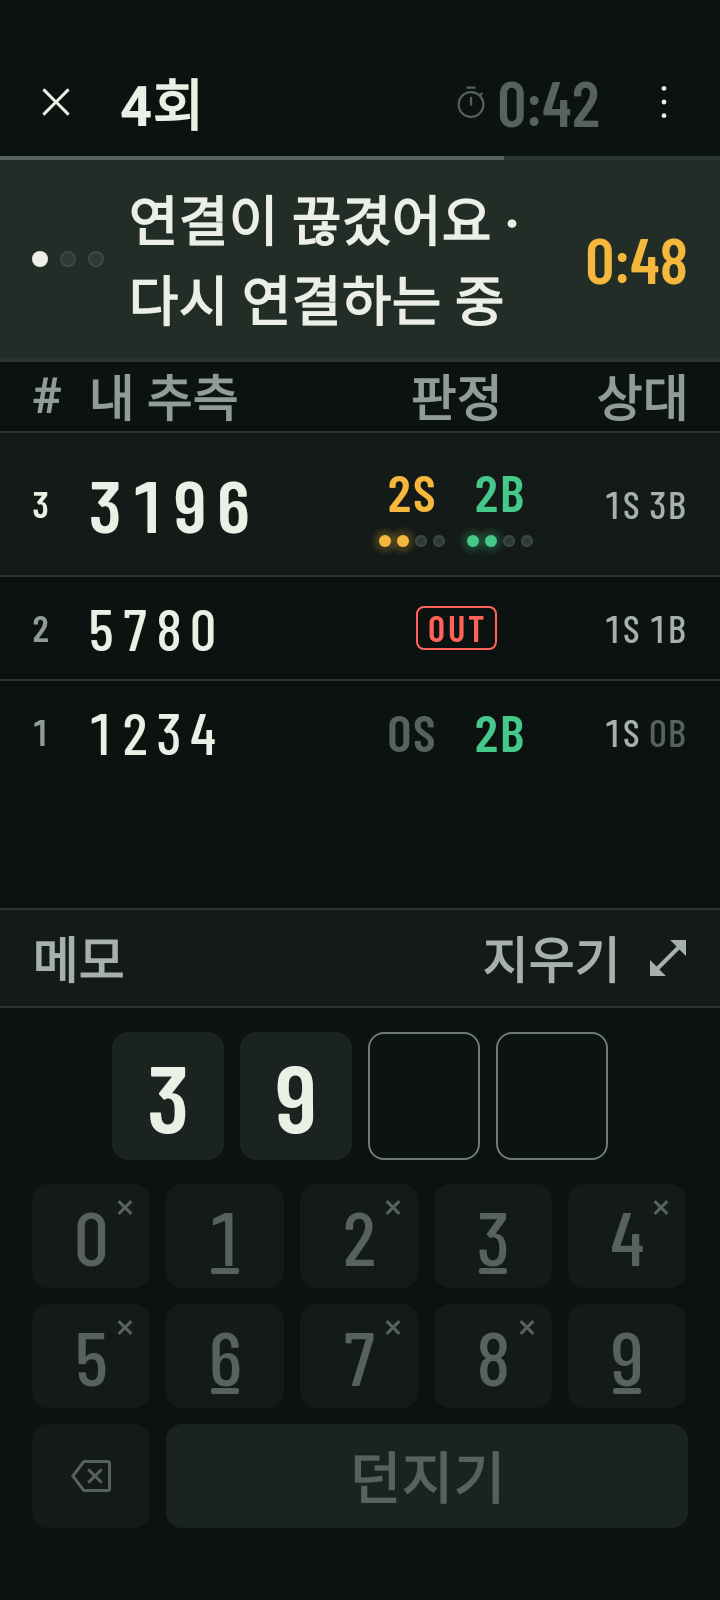 4회 0:42
연결이 끊겼어요 ·
다시 연결하는 중
0:48
# 내 추측 판정 상대
3 3196 2S 2B 1S 3B
2 5780 OUT 1S 1B
1 1234 0S 2B 1S 0B
메모 지우기
3 9
0 × 1 2 × 3 4 ×
5 × 6 7 × 8 × 9
던지기